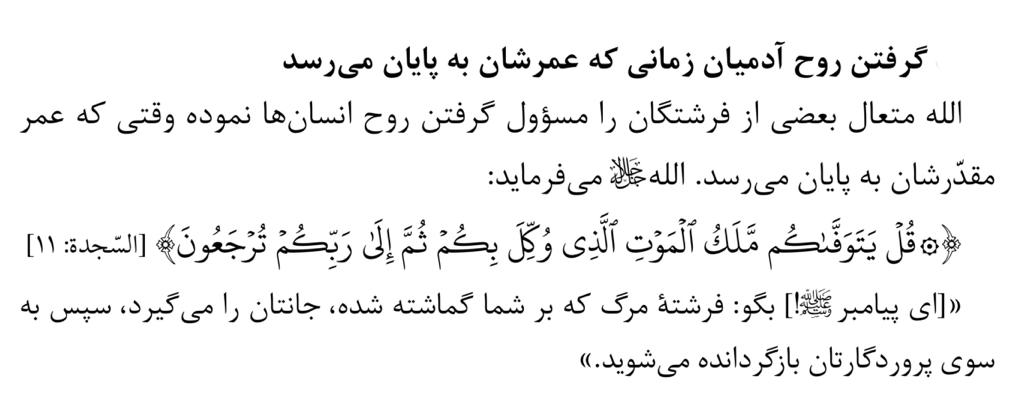 گرفتن روح آدمیان زمانی که عمرشان به پایان می‌رسد
الله متعال بعضی از فرشتگان را مسؤول گرفتن روح انسان‌ها نموده وقتی که عمر
مقدّرشان به پایان می‌رسد. الله ﷻ می‌فرماید:
﴿۞ قُلۡ يَتَوَفَّىٰكُم مَّلَكُ ٱلۡمَوۡتِ ٱلَّذِي وُكِّلَ بِكُمۡ ثُمَّ إِلَىٰ رَبِّكُمۡ تُرۡجَعُونَ﴾ [السّجدة: ١١]
«[ای پیامبر ﷺ!] بگو: فرشتهٔ مرگ که بر شما گماشته شده، جانتان را می‌گیرد، سپس به
سوی پروردگارتان بازگردانده می‌شوید.»